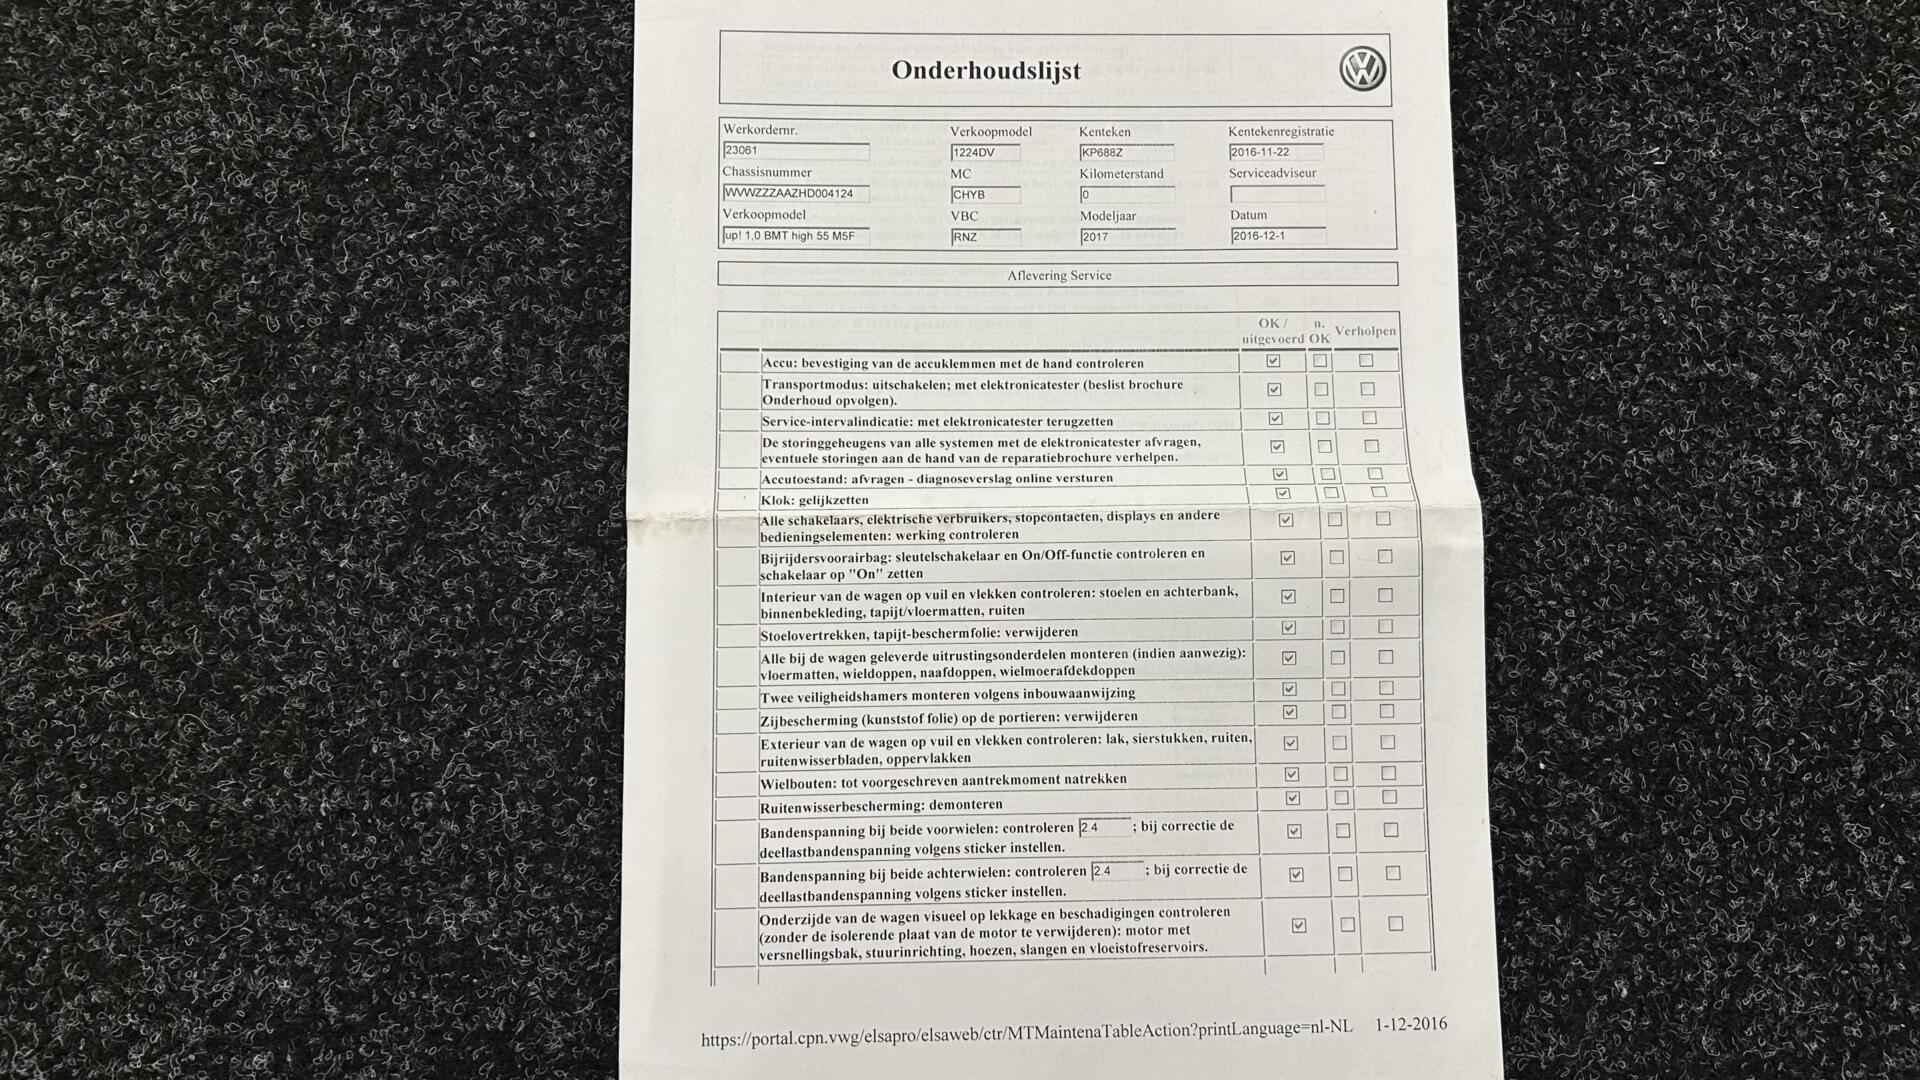 Onderhoudslijst
Werkordernr. Verkoopmodel Kenteken Kentekenregistratie
23061 1224DV KP688Z 2016-11-22
Chassisnummer MC Kilometerstand Serviceadviseur
WVWZZZAAZHD004124 CHYB 0
Verkoopmodel VBC Modeljaar Datum
up! 1.0 BMT high 55 M5F RNZ 2017 2016-12-1
Aflevering Service
OK / n. Verholpen
uitgevoerd OK
Accu: bevestiging van de accuklemmen met de hand controleren
Transportmodus: uitschakelen; met elektronicatester (beslist brochure
Onderhoud opvolgen).
Service-intervalindicatie: met elektronicatester terugzetten
De storinggeheugens van alle systemen met de elektronicatester afvragen,
eventuele storingen aan de hand van de reparatiebrochure verhelpen.
Accutoestand: afvragen - diagnoseverslag online versturen
Klok: gelijkzetten
Alle schakelaars, elektrische verbruikers, stopcontacten, displays en andere
bedieningselementen: werking controleren
Bijrijdersvoorairbag: sleutelschakelaar en On/Off-functie controleren en
schakelaar op "On" zetten
Interieur van de wagen op vuil en vlekken controleren: stoelen en achterbank,
binnenbekleding, tapijt/vloermatten, ruiten
Stoelovertrekken, tapijt-beschermfolie: verwijderen
Alle bij de wagen geleverde uitrustingsonderdelen monteren (indien aanwezig):
vloermatten, wieldoppen, naafdoppen, wielmoerafdekdoppen
Twee veiligheidshamers monteren volgens inbouwaanwijzing
Zijbescherming (kunststof folie) op de portieren: verwijderen
Exterieur van de wagen op vuil en vlekken controleren: lak, sierstukken, ruiten,
ruitenwisserbladen, oppervlakken
Wielbouten: tot voorgeschreven aantrekmoment natrekken
Ruitenwisserbescherming: demonteren
Bandenspanning bij beide voorwielen: controleren 2.4 ; bij correctie de
deellastbandenspanning volgens sticker instellen.
Bandenspanning bij beide achterwielen: controleren 2.4 ; bij correctie de
deellastbandenspanning volgens sticker instellen.
Onderzijde van de wagen visueel op lekkage en beschadigingen controleren
(zonder de isolerende plaat van de motor te verwijderen): motor met
versnellingsbak, stuurinrichting, hoezen, slangen en vloeistofreservoirs.
https://portal.cpn.vwg/elsapro/elsaweb/ctr/MTMaintenaTableAction?printLanguage=nl-NL 1-12-2016